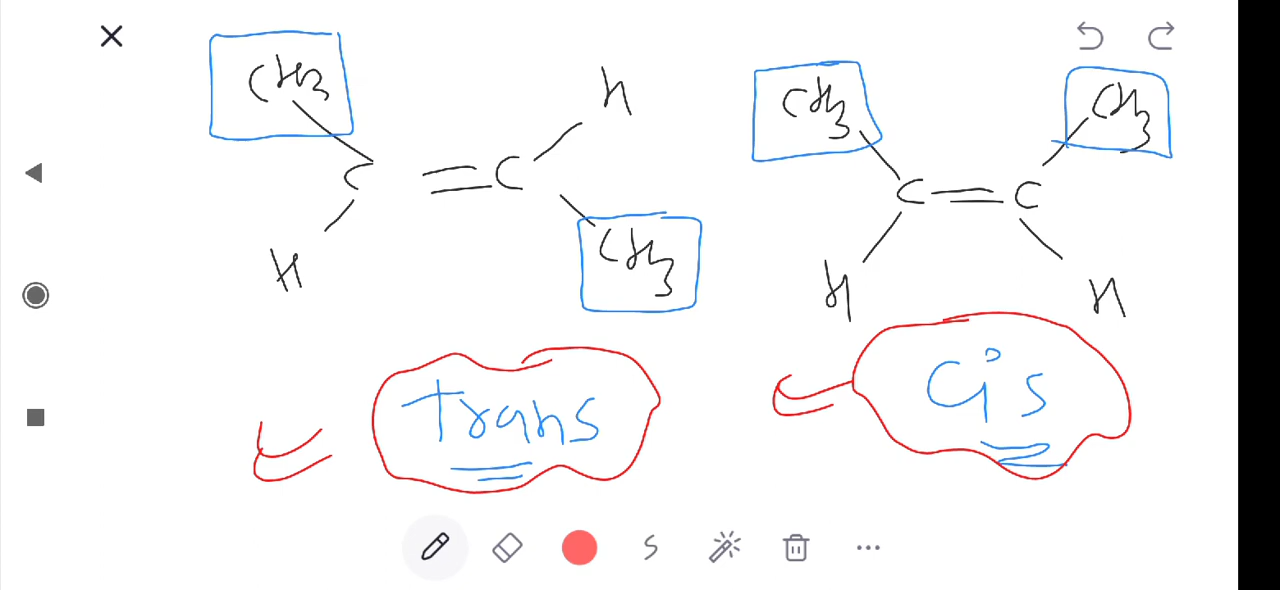 CH3 H CH3 CH3
C = C C = C
H CH3 H H
Trans Cis